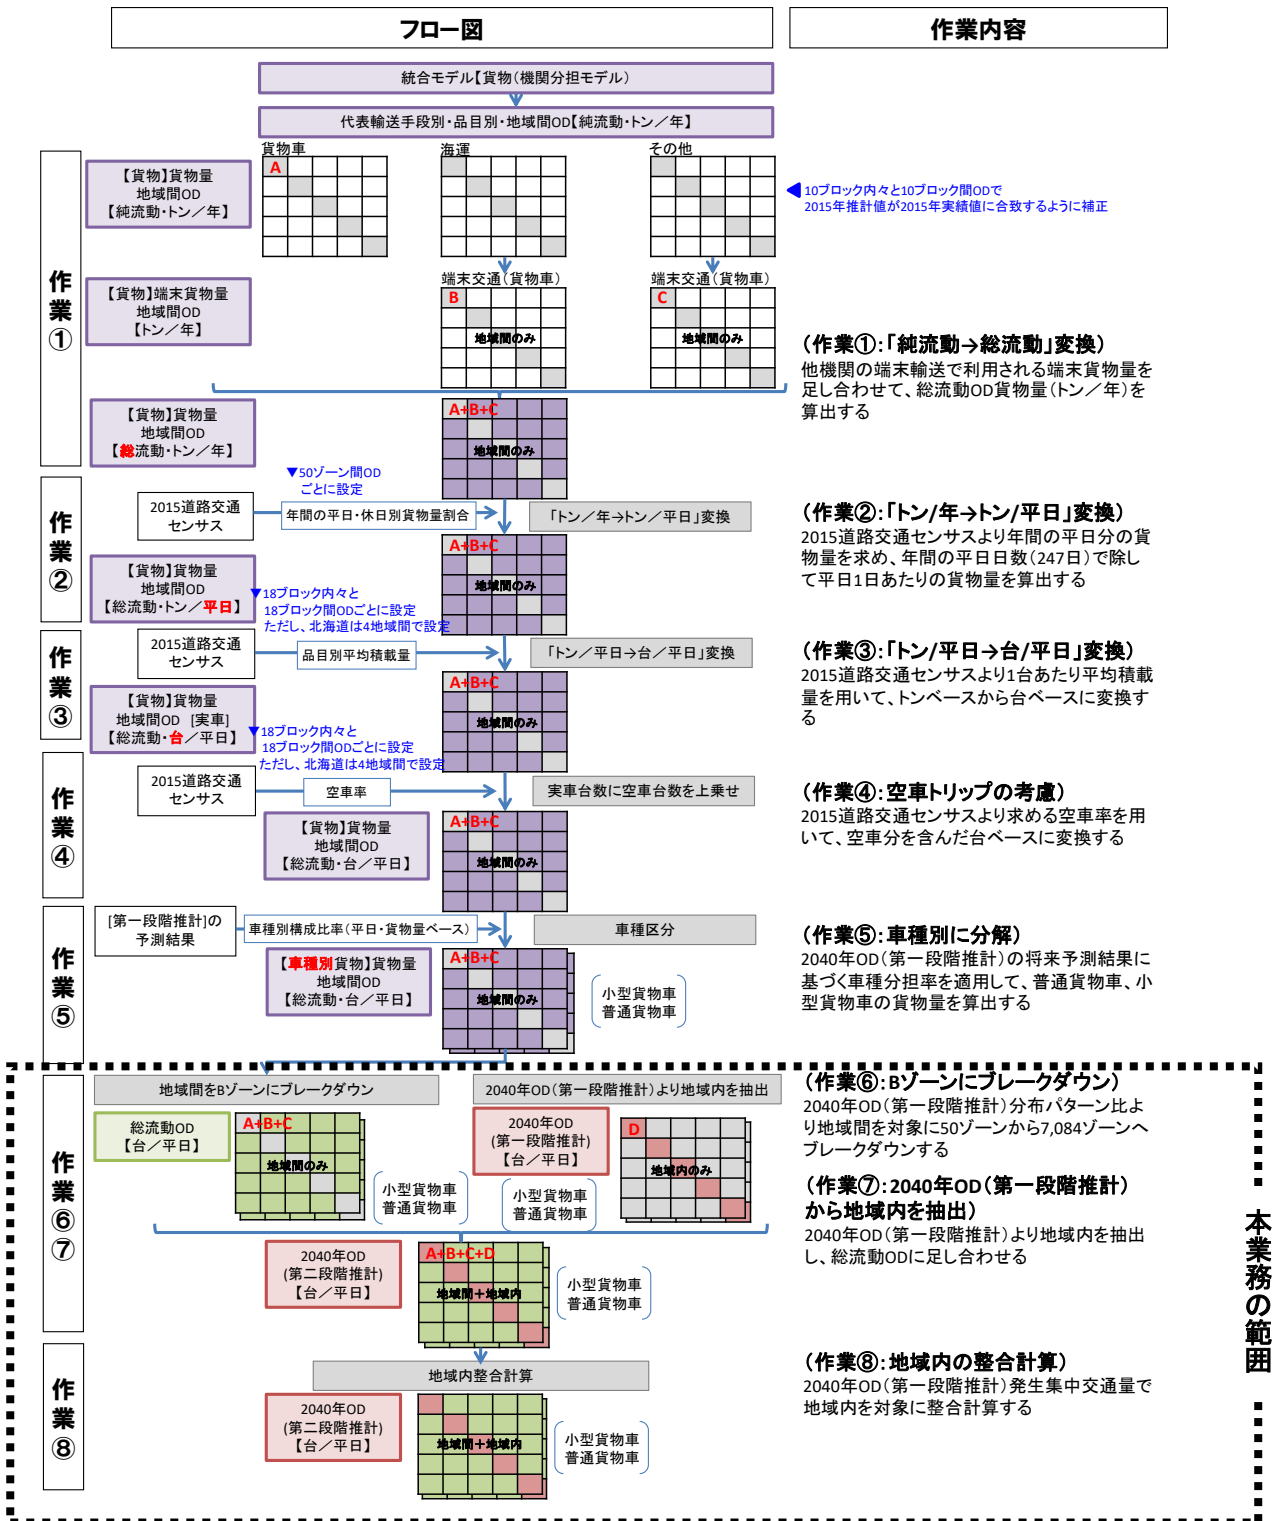 フロー図
作業内容
統合モデル【貨物(機関分担モデル)
代表輸送手段別・品目別・地域間OD【純流動・トン/年】
作業①
【貨物】貨物量
地域間OD
【純流動・トン/年】
貨物車
A
海運
その他
◀10ブロック内々と10ブロック間ODで
2015年推計値が2015年実績値に合致するように補正
【貨物】端末貨物量
地域間OD
【トン/年】
端末交通(貨物車)
B
地域間のみ
端末交通(貨物車)
C
地域間のみ
(作業①:「純流動→総流動」変換)
他機関の端末輸送で利用される端末貨物量を
足し合わせて、総流動OD貨物量(トン/年)を
算出する
【貨物】貨物量
地域間OD
【総流動・トン/年】
A+B+C
地域間のみ
▼50ゾーン間OD
ごとに設定
作業②
2015道路交通
センサス
年間の平日・休日別貨物量割合
「トン/年→トン/平日」変換
(作業②:「トン/年→トン/平日」変換)
2015道路交通センサスより年間の平日分の貨
物量を求め、年間の平日日数(247日)で除し
て平日1日あたりの貨物量を算出する
【貨物】貨物量
地域間OD
【総流動・トン/平日】
A+B+C
地域間のみ
▼18ブロック内々と
18ブロック間ODごとに設定
ただし、北海道は4地域間で設定
作業③
2015道路交通
センサス
品目別平均積載量
「トン/平日→台/平日」変換
(作業③:「トン/平日→台/平日」変換)
2015道路交通センサスより1台あたり平均積載
量を用いて、トンベースから台ベースに変換す
る
【貨物】貨物量
地域間OD [実車]
【総流動・台/平日】
A+B+C
地域間のみ
▼18ブロック内々と
18ブロック間ODごとに設定
ただし、北海道は4地域間で設定
作業④
2015道路交通
センサス
空車率
実車台数に空車台数を上乗せ
(作業④:空車トリップの考慮)
2015道路交通センサスより求める空車率を用
いて、空車分を含んだ台ベースに変換する
【貨物】貨物量
地域間OD
【総流動・台/平日】
A+B+C
地域間のみ
作業⑤
[第一段階推計]の
予測結果
車種別構成比率(平日・貨物量ベース)
車種区分
(作業⑤:車種別に分解)
2040年OD(第一段階推計)の将来予測結果に
基づく車種分担率を適用して、普通貨物車、小
型貨物車の貨物量を算出する
【車種別貨物】貨物量
地域間OD
【総流動・台/平日】
A+B+C
地域間のみ
小型貨物車
普通貨物車
作業⑥⑦
地域間をBゾーンにブレークダウン
2040年OD(第一段階推計)より地域内を抽出
(作業⑥:Bゾーンにブレークダウン)
2040年OD(第一段階推計)分布パターン比よ
り地域間を対象に50ゾーンから7,084ゾーンへ
ブレークダウンする
総流動OD
【台/平日】
A+B+C
地域間のみ
小型貨物車
普通貨物車
2040年OD
(第一段階推計)
【台/平日】
小型貨物車
普通貨物車
D
地域内のみ
(作業⑦:2040年OD(第一段階推計)
から地域内を抽出)
2040年OD(第一段階推計)より地域内を抽出
し、総流動ODに足し合わせる
本業務の範囲
2040年OD
(第二段階推計)
【台/平日】
A+B+C+D
地域間+地域内
小型貨物車
普通貨物車
作業⑧
地域内整合計算
(作業⑧:地域内の整合計算)
2040年OD(第一段階推計)発生集中交通量で
地域内を対象に整合計算する
2040年OD
(第二段階推計)
【台/平日】
地域間+地域内
小型貨物車
普通貨物車